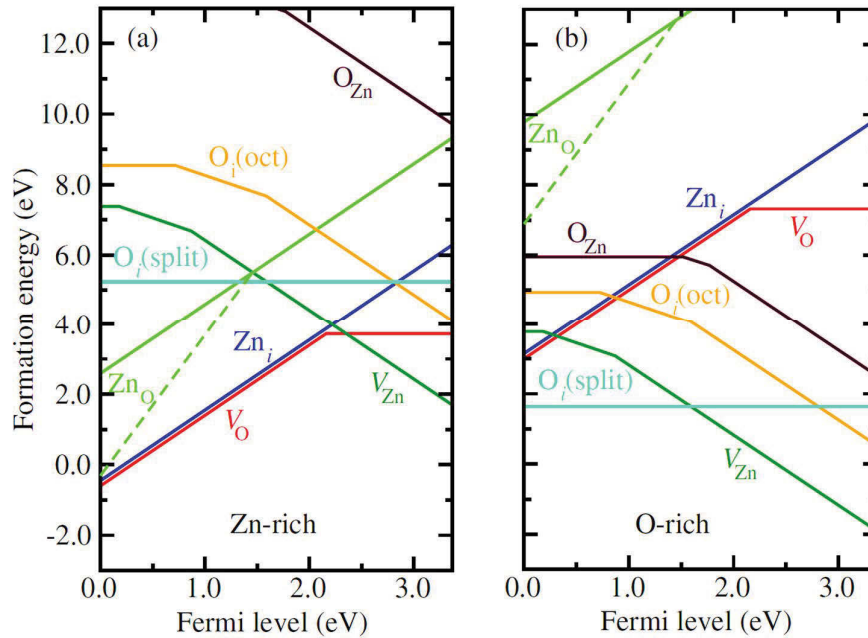 12.0
10.0
8.0
6.0
4.0
2.0
0.0
-2.0
Formation energy (eV)
(a)
O_Zn
O_i(oct)
O_i(split)
Zn_i
Zn_O
V_Zn
V_O
Zn-rich
0.0 1.0 2.0 3.0
Fermi level (eV)
(b)
Zn_O
Zn_i
V_O
O_Zn
O_i(oct)
O_i(split)
V_Zn
O-rich
0.0 1.0 2.0 3.0
Fermi level (eV)